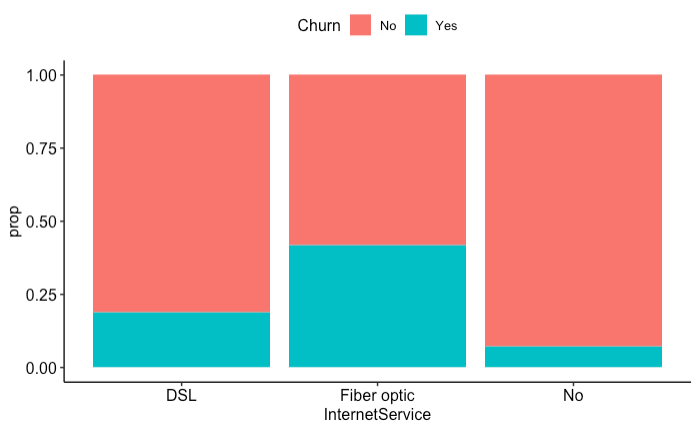 Churn No Yes
1.00
0.75
0.50
0.25
0.00
prop
DSL Fiber optic No
InternetService